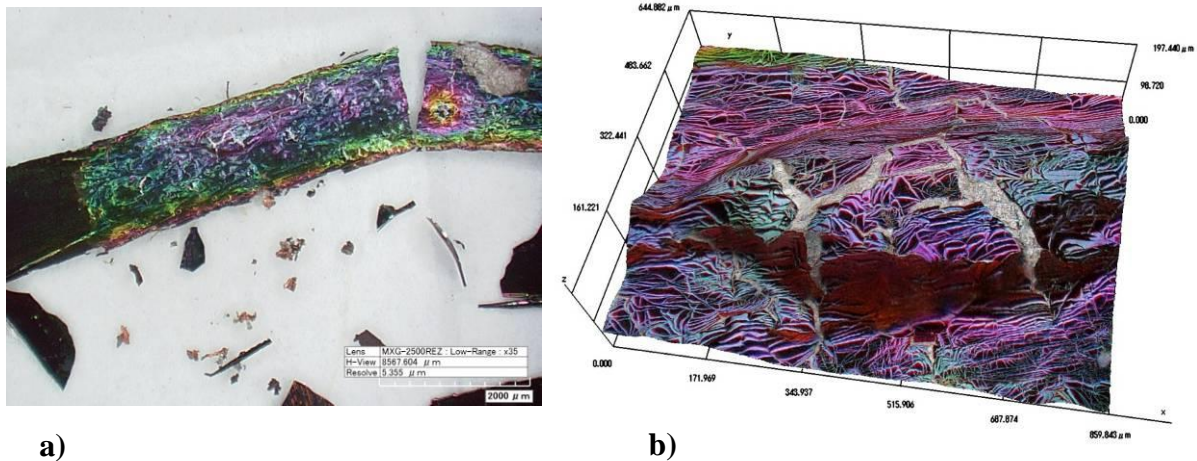 Lens MXG-2500REZ : Low-Range : x35
H-View 8567.604 μm
Resolve 5.355 μm
2000 μm
a)
644.882 μm
y
483.662
322.441
161.221
z
0.000
171.969
343.937
515.906
687.874
859.843 μm
x
197.440 μm
98.720
0.000
b)